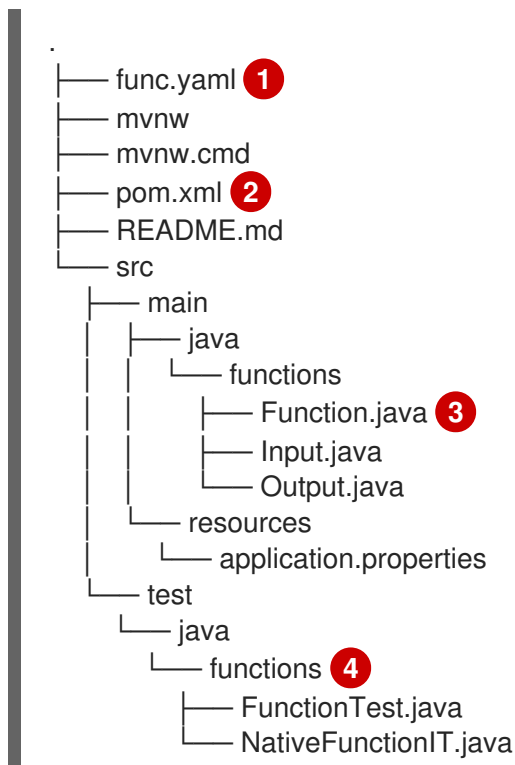 .
├── func.yaml 1
├── mvnw
├── mvnw.cmd
├── pom.xml 2
├── README.md
└── src
    ├── main
    │   ├── java
    │   │   └── functions
    │   │       ├── Function.java 3
    │   │       ├── Input.java
    │   │       └── Output.java
    │   └── resources
    │       └── application.properties
    └── test
        └── java
            └── functions 4
                ├── FunctionTest.java
                └── NativeFunctionIT.java